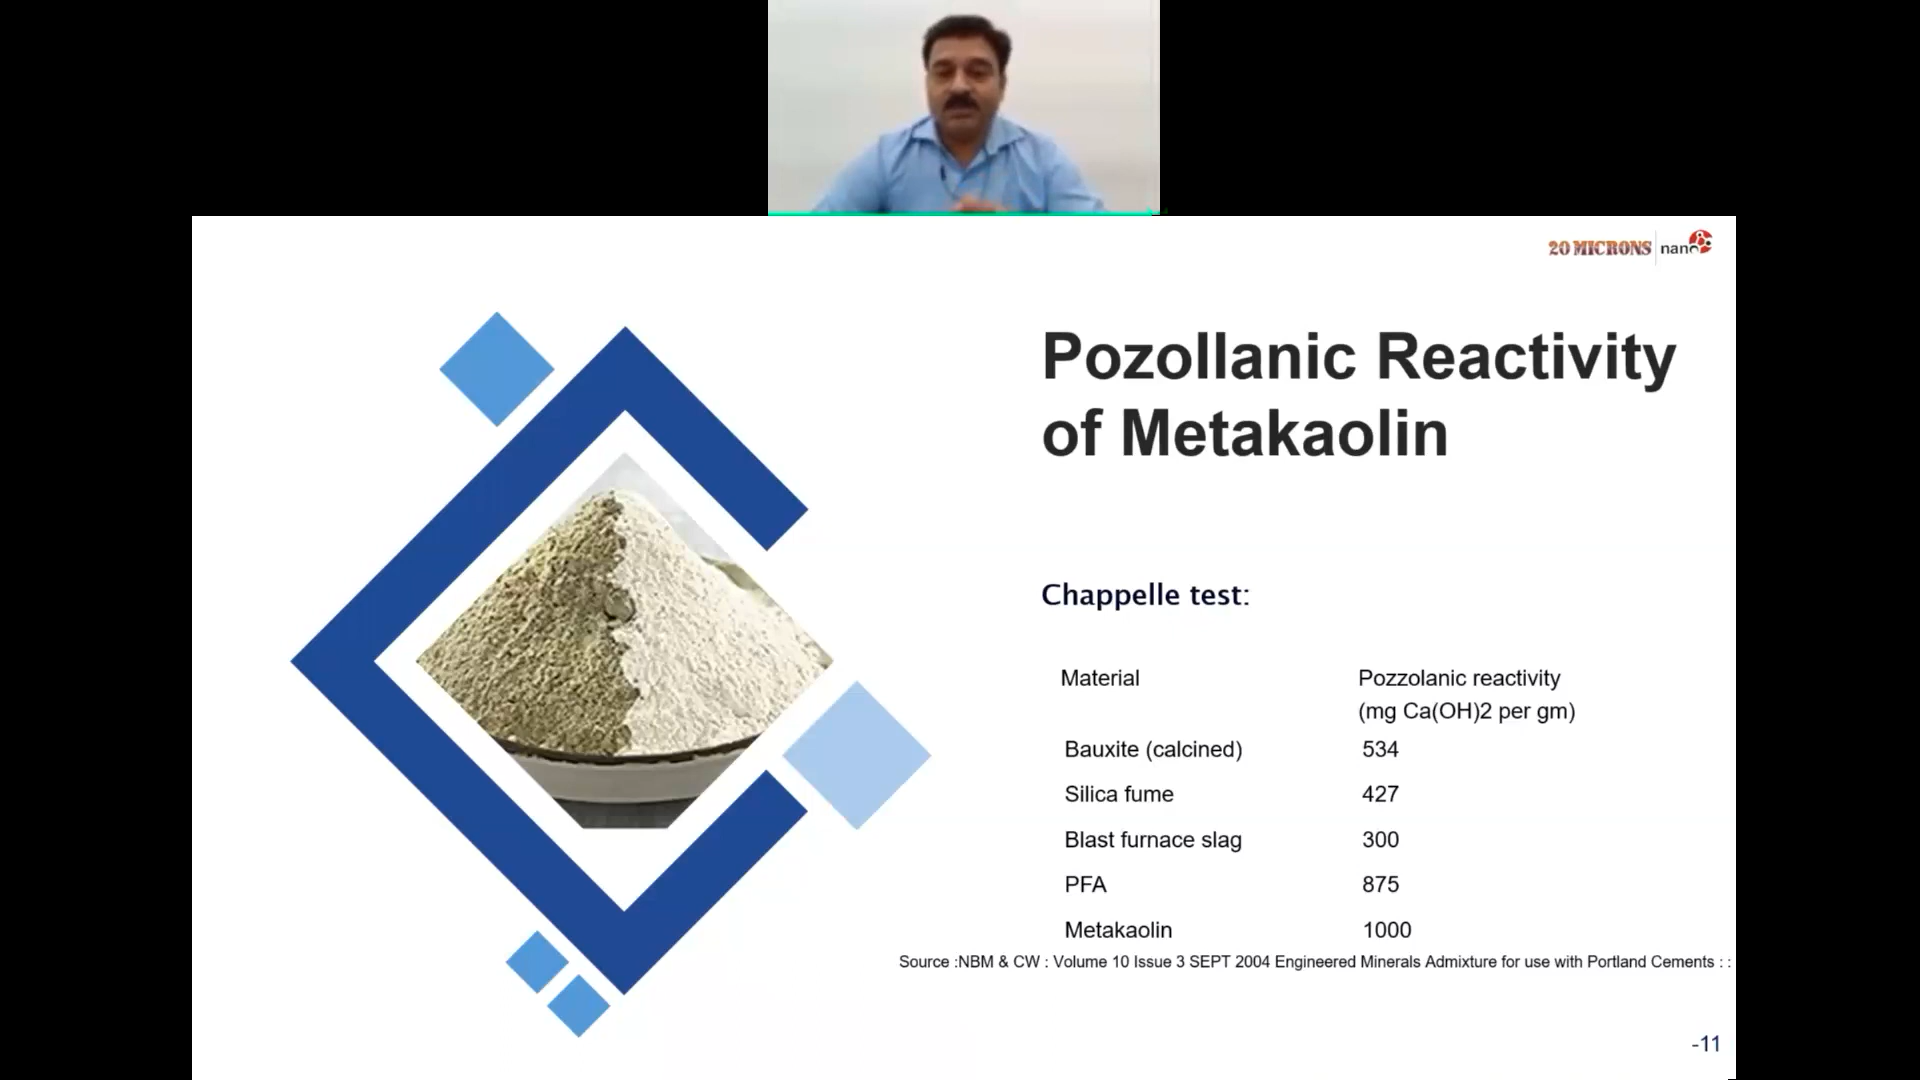 20 MICRONS nano
Pozollanic Reactivity
of Metakaolin
Chappelle test:
Material Pozzolanic reactivity
(mg Ca(OH)2 per gm)
Bauxite (calcined) 534
Silica fume 427
Blast furnace slag 300
PFA 875
Metakaolin 1000
Source :NBM & CW : Volume 10 Issue 3 SEPT 2004 Engineered Minerals Admixture for use with Portland Cements : :
-11